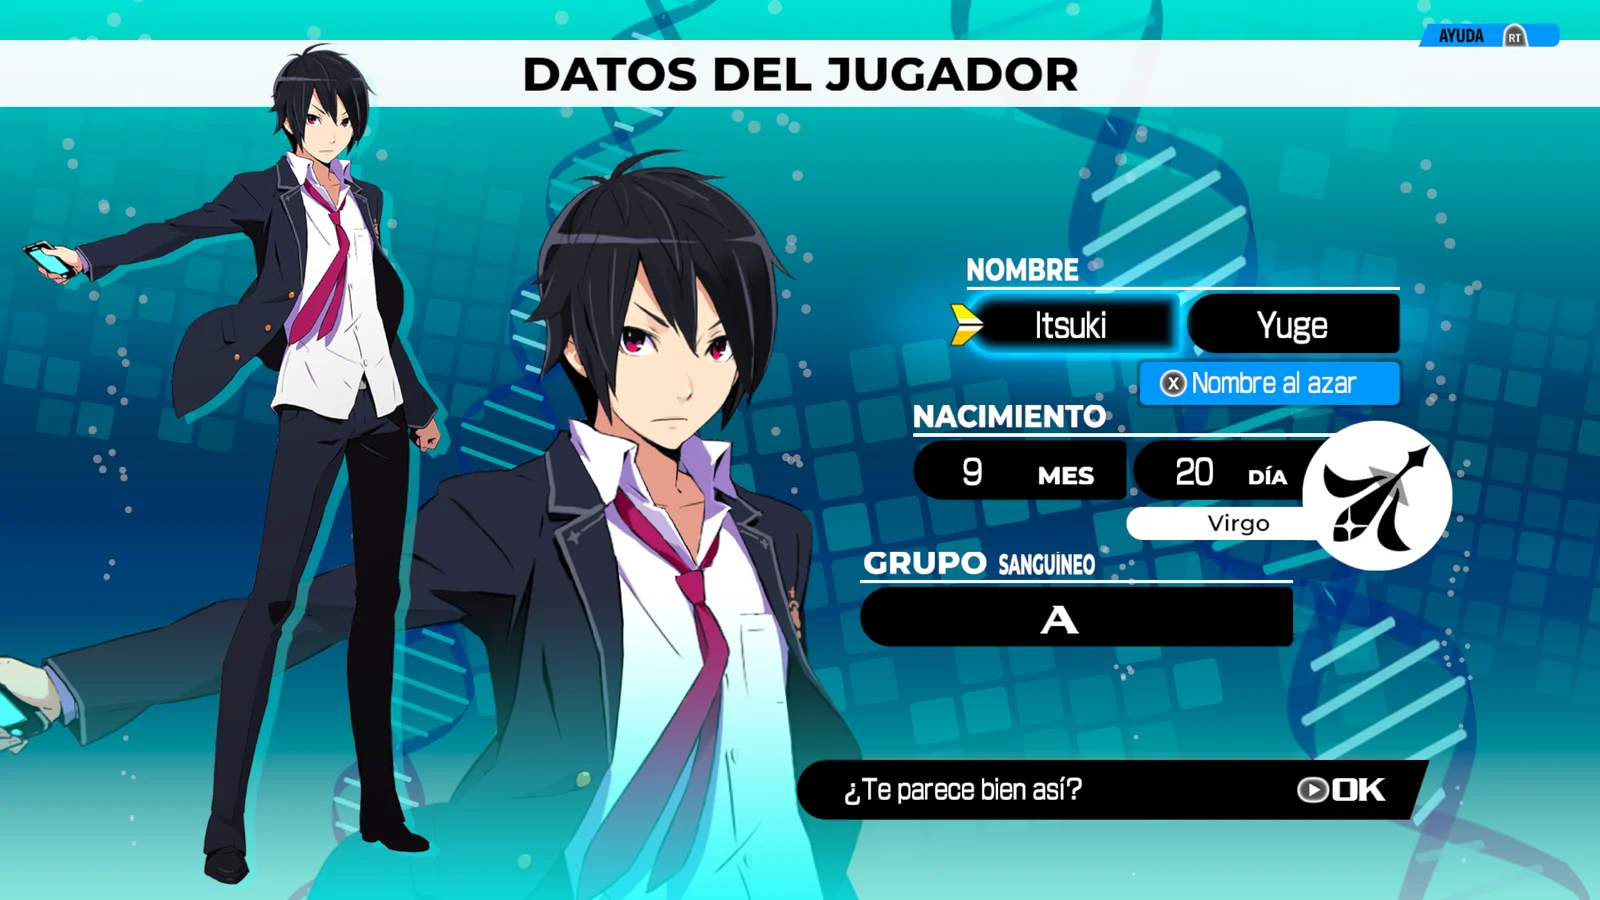 AYUDA RT
DATOS DEL JUGADOR
NOMBRE
Itsuki Yuge
X Nombre al azar
NACIMIENTO
9 MES 20 DÍA
Virgo
GRUPO SANGUÍNEO
A
¿Te parece bien así? OK